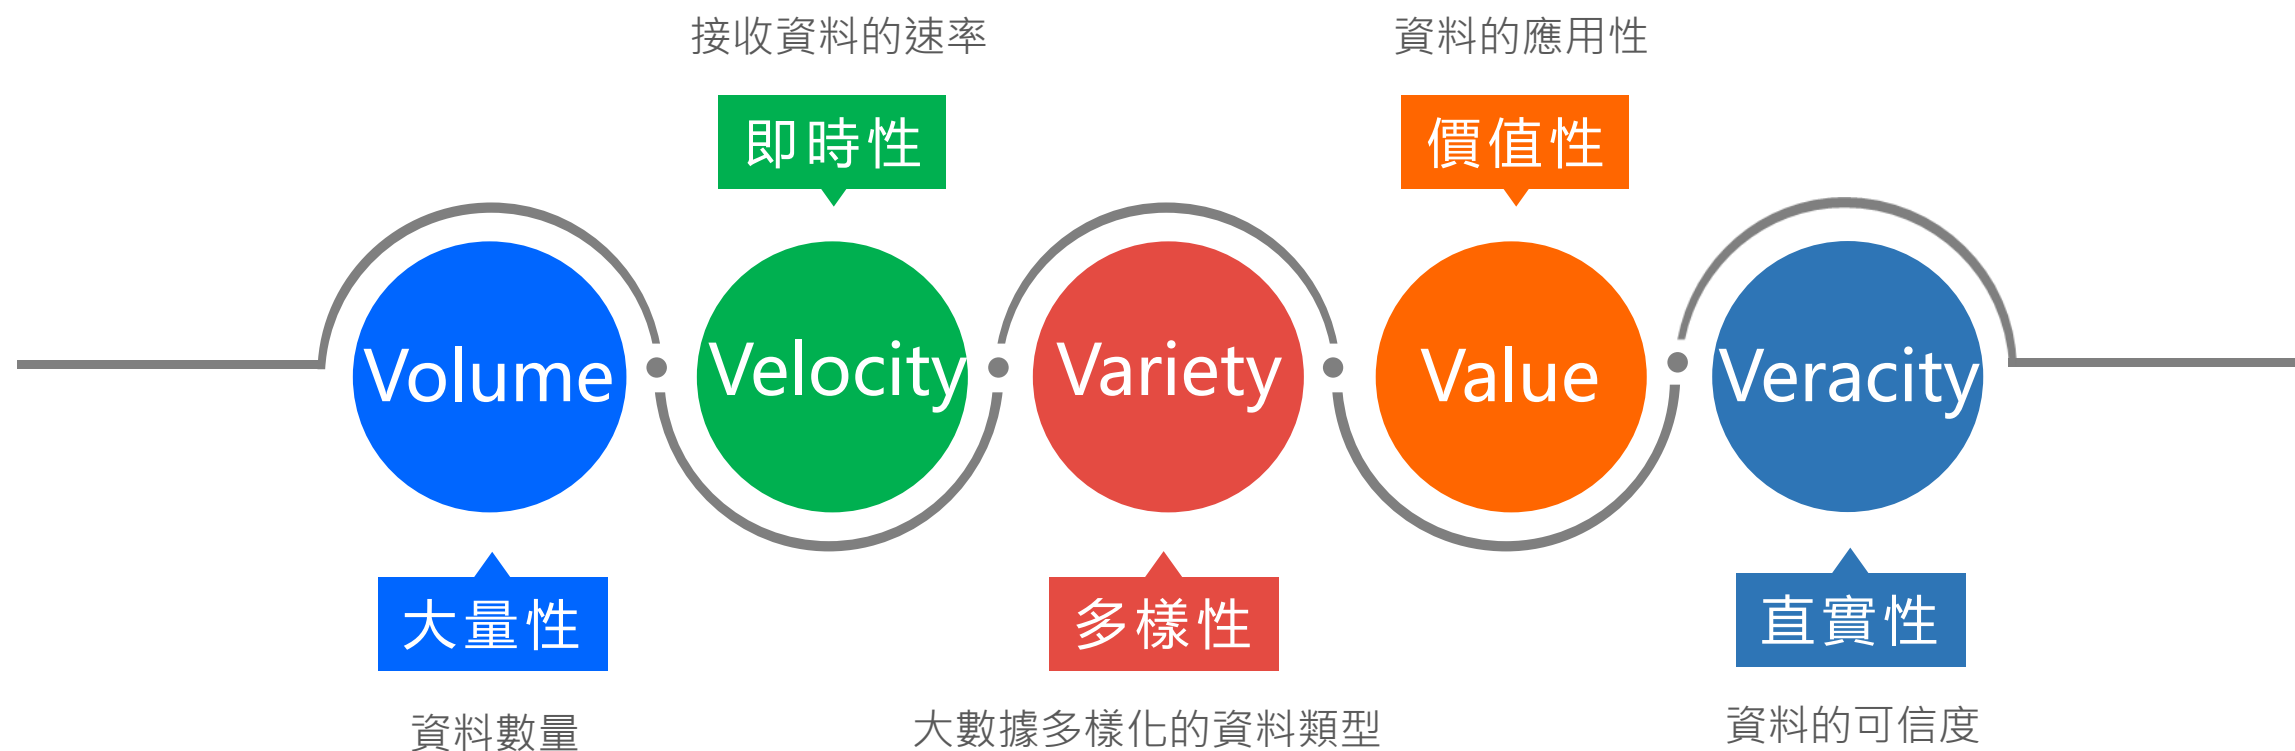 接收資料的速率
資料的應用性
即時性
價值性
Volume
Velocity
Variety
Value
Veracity
大量性
多樣性
直實性
資料數量
大數據多樣化的資料類型
資料的可信度